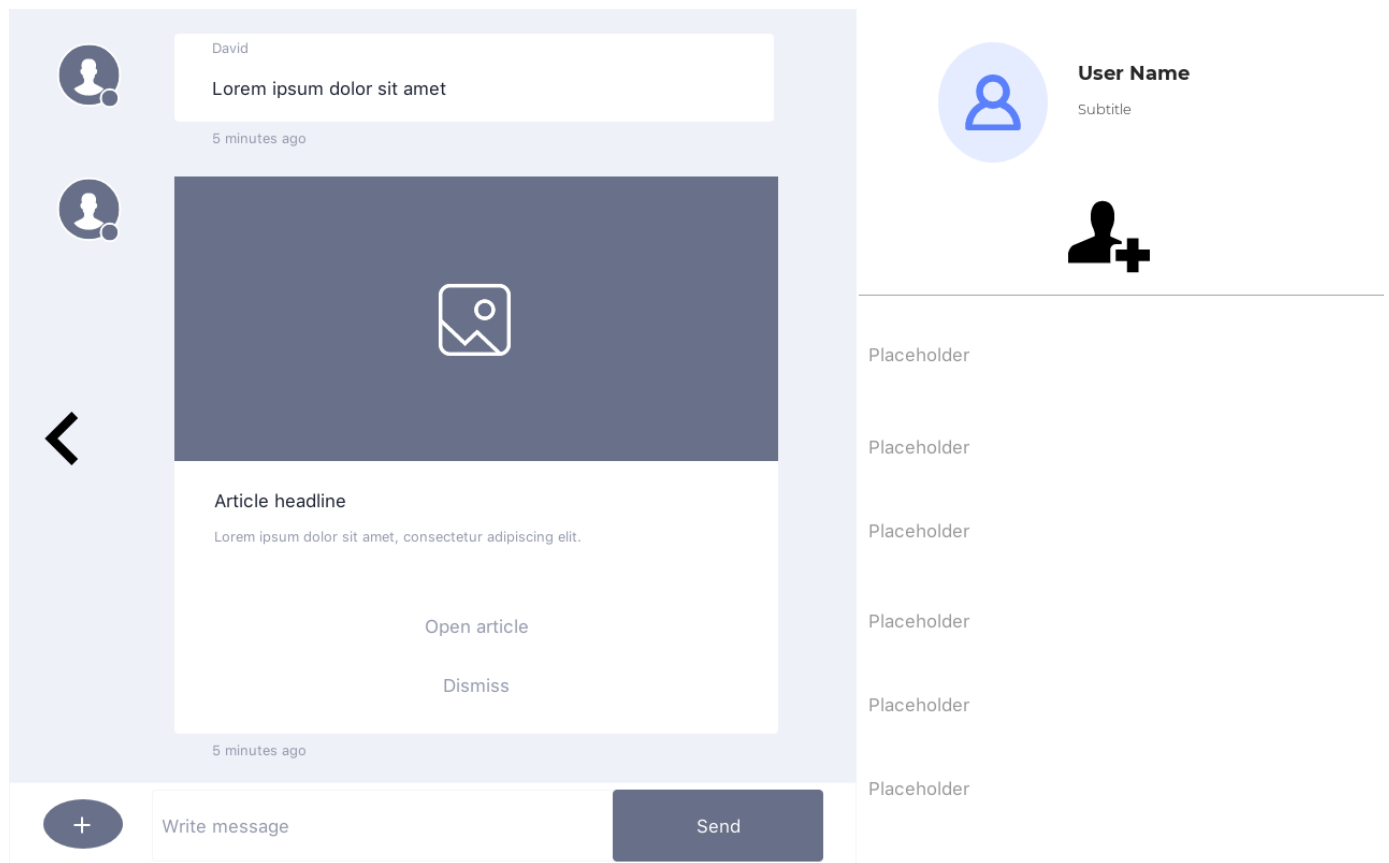 David
Lorem ipsum dolor sit amet
5 minutes ago
Article headline
Lorem ipsum dolor sit amet, consectetur adipiscing elit.
Open article
Dismiss
5 minutes ago
Write message
Send
User Name
Subtitle
Placeholder
Placeholder
Placeholder
Placeholder
Placeholder
Placeholder